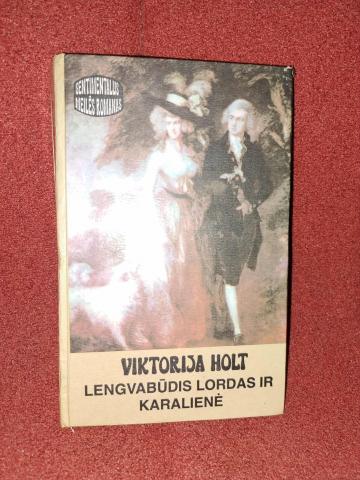 SENTIMENTALUS
MEILĖS ROMANAS
VIKTORIJA HOLT
LENGVABŪDIS LORDAS IR
KARALIENĖ